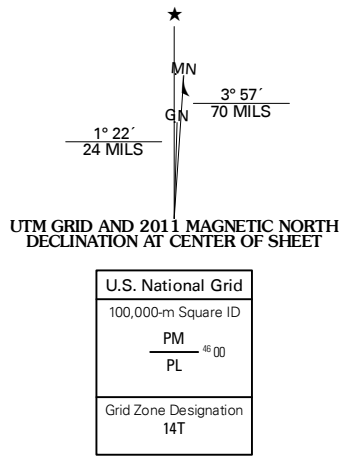 ★
MN
3° 57´
70 MILS
GN
1° 22´
24 MILS
UTM GRID AND 2011 MAGNETIC NORTH
DECLINATION AT CENTER OF SHEET
U.S. National Grid
100,000-m Square ID
PM
46 00
PL
Grid Zone Designation
14T